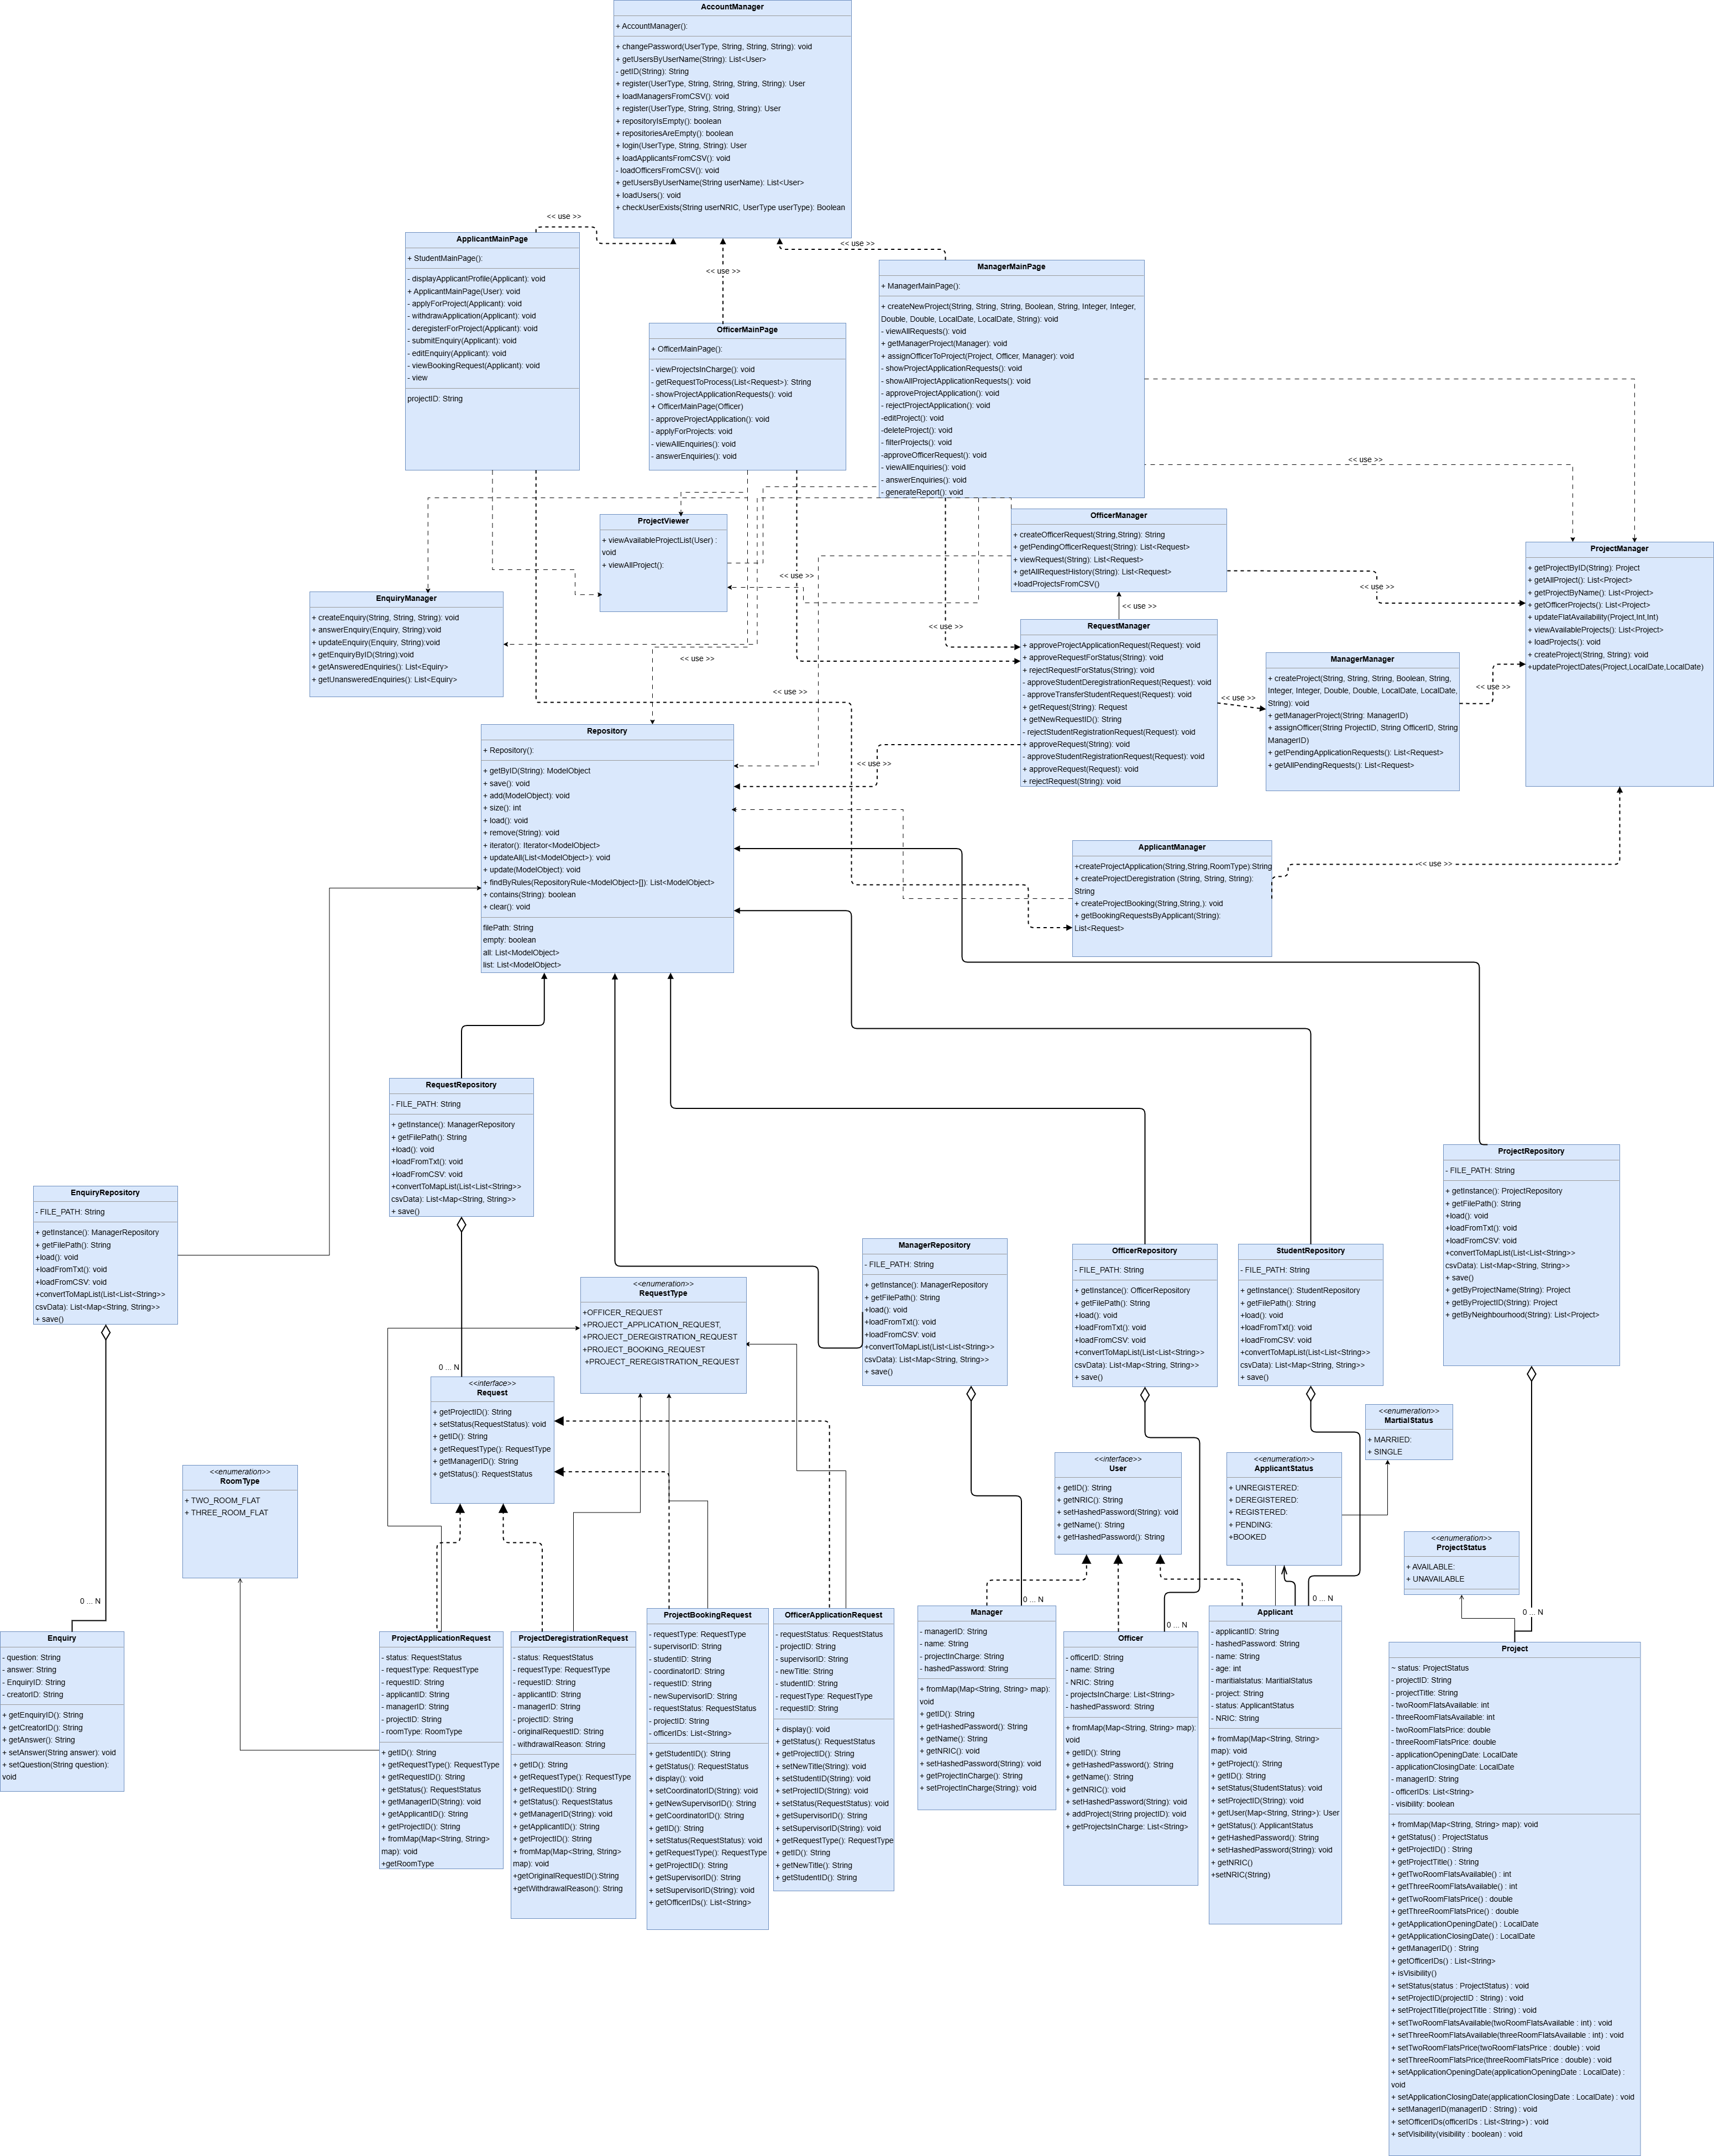 AccountManager
+ AccountManager():
+ changePassword(UserType, String, String, String): void
+ getUsersByUserName(String): List<User>
- getID(String): String
+ register(UserType, String, String, String, String): User
+ loadManagersFromCSV(): void
+ register(UserType, String, String, String): User
+ repositoryIsEmpty(): boolean
+ repositoriesAreEmpty(): boolean
+ login(UserType, String, String): User
+ loadApplicantsFromCSV(): void
- loadOfficersFromCSV(): void
+ getUsersByUserName(String userName): List<User>
+ loadUsers(): void
+ checkUserExists(String userNRIC, UserType userType): Boolean
<< use >>
<< use >>
<< use >>
ApplicantMainPage
+ StudentMainPage():
- displayApplicantProfile(Applicant): void
+ ApplicantMainPage(User): void
- applyForProject(Applicant): void
- withdrawApplication(Applicant): void
- deregisterForProject(Applicant): void
- submitEnquiry(Applicant): void
- editEnquiry(Applicant): void
- viewBookingRequest(Applicant): void
- view
projectID: String
OfficerMainPage
+ OfficerMainPage():
- viewProjectsInCharge(): void
- getRequestToProcess(List<Request>): String
- showProjectApplicationRequests(): void
+ OfficerMainPage(Officer)
- approveProjectApplication(): void
- applyForProjects: void
- viewAllEnquiries(): void
- answerEnquiries(): void
ManagerMainPage
+ ManagerMainPage():
+ createNewProject(String, String, String, Boolean, String, Integer, Integer,
Double, Double, LocalDate, LocalDate, String): void
- viewAllRequests(): void
+ getManagerProject(Manager): void
+ assignOfficerToProject(Project, Officer, Manager): void
- showProjectApplicationRequests(): void
- showAllProjectApplicationRequests(): void
- approveProjectApplication(): void
- rejectProjectApplication(): void
-editProject(): void
-deleteProject(): void
- filterProjects(): void
-approveOfficerRequest(): void
- viewAllEnquiries(): void
- answerEnquiries(): void
- generateReport(): void
<< use >>
ProjectViewer
+ viewAvailableProjectList(User) :
void
+ viewAllProject():
OfficerManager
+ createOfficerRequest(String,String): String
+ getPendingOfficerRequest(String): List<Request>
+ viewRequest(String): List<Request>
+ getAllRequestHistory(String): List<Request>
+loadProjectsFromCSV()
ProjectManager
+ getProjectByID(String): Project
+ getAllProject(): List<Project>
+ getProjectByName(): List<Project>
+ getOfficerProjects(): List<Project>
+ updateFlatAvailability(Project,Int,Int)
+ viewAvailableProjects(): List<Project>
+ loadProjects(): void
+ createProject(String, String): void
+updateProjectDates(Project,LocalDate,LocalDate)
<< use >>
<< use >>
<< use >>
<< use >>
EnquiryManager
+ createEnquiry(String, String, String): void
+ answerEnquiry(Enquiry, String):void
+ updateEnquiry(Enquiry, String):void
+ getEnquiryByID(String):void
+ getAnsweredEnquiries(): List<Equiry>
+ getUnansweredEnquiries(): List<Equiry>
RequestManager
+ approveProjectApplicationRequest(Request): void
+ approveRequestForStatus(String): void
+ rejectRequestForStatus(String): void
- approveStudentDeregistrationRequest(Request): void
- approveTransferStudentRequest(Request): void
+ getRequest(String): Request
+ getNewRequestID(): String
- rejectStudentRegistrationRequest(Request): void
+ approveRequest(String): void
- approveStudentRegistrationRequest(Request): void
+ approveRequest(Request): void
+ rejectRequest(String): void
ManagerManager
+ createProject(String, String, String, Boolean, String,
Integer, Integer, Double, Double, LocalDate, LocalDate,
String): void
+ getManagerProject(String: ManagerID)
+ assignOfficer(String ProjectID, String OfficerID, String
ManagerID)
+ getPendingApplicationRequests(): List<Request>
+ getAllPendingRequests(): List<Request>
<< use >>
<< use >>
<< use >>
<< use >>
<< use >>
<< use >>
Repository
+ Repository():
+ getByID(String): ModelObject
+ save(): void
+ add(ModelObject): void
+ size(): int
+ load(): void
+ remove(String): void
+ iterator(): Iterator<ModelObject>
+ updateAll(List<ModelObject>): void
+ update(ModelObject): void
+ findByRules(RepositoryRule<ModelObject>[]): List<ModelObject>
+ contains(String): boolean
+ clear(): void
filePath: String
empty: boolean
all: List<ModelObject>
list: List<ModelObject>
ApplicantManager
+createProjectApplication(String,String,RoomType):String
+ createProjectDeregistration (String, String, String):
String
+ createProjectBooking(String,String,): void
+ getBookingRequestsByApplicant(String):
List<Request>
RequestRepository
- FILE_PATH: String
+ getInstance(): ManagerRepository
+ getFilePath(): String
+load(): void
+loadFromTxt(): void
+loadFromCSV: void
+convertToMapList(List<List<String>>
csvData): List<Map<String, String>>
+ save()
EnquiryRepository
- FILE_PATH: String
+ getInstance(): ManagerRepository
+ getFilePath(): String
+load(): void
+loadFromTxt(): void
+loadFromCSV: void
+convertToMapList(List<List<String>>
csvData): List<Map<String, String>>
+ save()
ManagerRepository
- FILE_PATH: String
+ getInstance(): ManagerRepository
+ getFilePath(): String
+load(): void
+loadFromTxt(): void
+loadFromCSV: void
+convertToMapList(List<List<String>>
csvData): List<Map<String, String>>
+ save()
OfficerRepository
- FILE_PATH: String
+ getInstance(): OfficerRepository
+ getFilePath(): String
+load(): void
+loadFromTxt(): void
+loadFromCSV: void
+convertToMapList(List<List<String>>
csvData): List<Map<String, String>>
+ save()
StudentRepository
- FILE_PATH: String
+ getInstance(): StudentRepository
+ getFilePath(): String
+load(): void
+loadFromTxt(): void
+loadFromCSV: void
+convertToMapList(List<List<String>>
csvData): List<Map<String, String>>
+ save()
ProjectRepository
- FILE_PATH: String
+ getInstance(): ProjectRepository
+ getFilePath(): String
+load(): void
+loadFromTxt(): void
+loadFromCSV: void
+convertToMapList(List<List<String>>
csvData): List<Map<String, String>>
+ save()
+ getByProjectName(String): Project
+ getByProjectID(String): Project
+ getByNeighbourhood(String): List<Project>
<<enumeration>>
RequestType
+OFFICER_REQUEST
+PROJECT_APPLICATION_REQUEST,
+PROJECT_DEREGISTRATION_REQUEST
+PROJECT_BOOKING_REQUEST
+PROJECT_REREGISTRATION_REQUEST
0 ... N
<<interface>>
Request
+ getProjectID(): String
+ setStatus(RequestStatus): void
+ getID(): String
+ getRequestType(): RequestType
+ getManagerID(): String
+ getStatus(): RequestStatus
<<enumeration>>
RoomType
+ TWO_ROOM_FLAT
+ THREE_ROOM_FLAT
<<interface>>
User
+ getID(): String
+ getNRIC(): String
+ setHashedPassword(String): void
+ getName(): String
+ getHashedPassword(): String
<<enumeration>>
ApplicantStatus
+ UNREGISTERED:
+ DEREGISTERED:
+ REGISTERED:
+ PENDING:
+BOOKED
<<enumeration>>
MartialStatus
+ MARRIED:
+ SINGLE
<<enumeration>>
ProjectStatus
+ AVAILABLE:
+ UNAVAILABLE
0 ... N
0 ... N
0 ... N
0 ... N
0 ... N
Enquiry
- question: String
- answer: String
- EnquiryID: String
- creatorID: String
+ getEnquiryID(): String
+ getCreatorID(): String
+ getAnswer(): String
+ setAnswer(String answer): void
+ setQuestion(String question):
void
ProjectApplicationRequest
- status: RequestStatus
- requestType: RequestType
- requestID: String
- applicantID: String
- managerID: String
- projectID: String
- roomType: RoomType
+ getID(): String
+ getRequestType(): RequestType
+ getRequestID(): String
+ getStatus(): RequestStatus
+ getManagerID(String): void
+ getApplicantID(): String
+ getProjectID(): String
+ fromMap(Map<String, String>
map): void
+getRoomType
ProjectDeregistrationRequest
- status: RequestStatus
- requestType: RequestType
- requestID: String
- applicantID: String
- managerID: String
- projectID: String
- originalRequestID: String
- withdrawalReason: String
+ getID(): String
+ getRequestType(): RequestType
+ getRequestID(): String
+ getStatus(): RequestStatus
+ getManagerID(String): void
+ getApplicantID(): String
+ getProjectID(): String
+ fromMap(Map<String, String>
map): void
+getOriginalRequestID():String
+getWithdrawalReason(): String
ProjectBookingRequest
- requestType: RequestType
- supervisorID: String
- studentID: String
- coordinatorID: String
- requestID: String
- newSupervisorID: String
- requestStatus: RequestStatus
- projectID: String
- officerIDs: List<String>
+ getStudentID(): String
+ getStatus(): RequestStatus
+ display(): void
+ setCoordinatorID(String): void
+ getNewSupervisorID(): String
+ getCoordinatorID(): String
+ getID(): String
+ setStatus(RequestStatus): void
+ getRequestType(): RequestType
+ getProjectID(): String
+ getSupervisorID(): String
+ setSupervisorID(String): void
+ getOfficerIDs(): List<String>
OfficerApplicationRequest
- requestStatus: RequestStatus
- projectID: String
- supervisorID: String
- newTitle: String
- studentID: String
- requestType: RequestType
- requestID: String
+ display(): void
+ getStatus(): RequestStatus
+ getProjectID(): String
+ setNewTitle(String): void
+ setStudentID(String): void
+ setProjectID(String): void
+ setStatus(RequestStatus): void
+ getSupervisorID(): String
+ setSupervisorID(String): void
+ getRequestType(): RequestType
+ getID(): String
+ getNewTitle(): String
+ getStudentID(): String
Manager
- managerID: String
- name: String
- projectInCharge: String
- hashedPassword: String
+ fromMap(Map<String, String> map):
void
+ getID(): String
+ getHashedPassword(): String
+ getName(): String
+ getNRIC(): void
+ setHashedPassword(String): void
+ getProjectInCharge(): String
+ setProjectInCharge(String): void
Officer
- officerID: String
- name: String
- NRIC: String
- projectsInCharge: List<String>
- hashedPassword: String
+ fromMap(Map<String, String> map):
void
+ getID(): String
+ getHashedPassword(): String
+ getName(): String
+ getNRIC(): void
+ setHashedPassword(String): void
+ addProject(String projectID): void
+ getProjectsInCharge: List<String>
Applicant
- applicantID: String
- hashedPassword: String
- name: String
- age: int
- maritialstatus: MaritialStatus
- project: String
- status: ApplicantStatus
- NRIC: String
+ fromMap(Map<String, String>
map): void
+ getProject(): String
+ getID(): String
+ setStatus(StudentStatus): void
+ setProjectID(String): void
+ getUser(Map<String, String>): User
+ getStatus(): ApplicantStatus
+ getHashedPassword(): String
+ setHashedPassword(String): void
+ getNRIC()
+setNRIC(String)
Project
~ status: ProjectStatus
- projectID: String
- projectTitle: String
- twoRoomFlatsAvailable: int
- threeRoomFlatsAvailable: int
- twoRoomFlatsPrice: double
- threeRoomFlatsPrice: double
- applicationOpeningDate: LocalDate
- applicationClosingDate: LocalDate
- managerID: String
- officerIDs: List<String>
- visibility: boolean
+ fromMap(Map<String, String> map): void
+ getStatus() : ProjectStatus
+ getProjectID() : String
+ getProjectTitle() : String
+ getTwoRoomFlatsAvailable() : int
+ getThreeRoomFlatsAvailable() : int
+ getTwoRoomFlatsPrice() : double
+ getThreeRoomFlatsPrice() : double
+ getApplicationOpeningDate() : LocalDate
+ getApplicationClosingDate() : LocalDate
+ getManagerID() : String
+ getOfficerIDs() : List<String>
+ isVisibility()
+ setStatus(status : ProjectStatus) : void
+ setProjectID(projectID : String) : void
+ setProjectTitle(projectTitle : String) : void
+ setTwoRoomFlatsAvailable(twoRoomFlatsAvailable : int) : void
+ setThreeRoomFlatsAvailable(threeRoomFlatsAvailable : int) : void
+ setTwoRoomFlatsPrice(twoRoomFlatsPrice : double) : void
+ setThreeRoomFlatsPrice(threeRoomFlatsPrice : double) : void
+ setApplicationOpeningDate(applicationOpeningDate : LocalDate) :
void
+ setApplicationClosingDate(applicationClosingDate : LocalDate) : void
+ setManagerID(managerID : String) : void
+ setOfficerIDs(officerIDs : List<String>) : void
+ setVisibility(visibility : boolean) : void